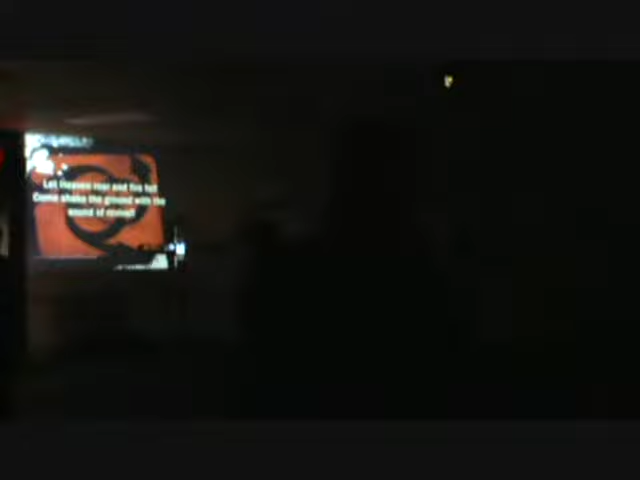 Let Heaven roar and fire fall
Come shake the ground with the
sound of revival